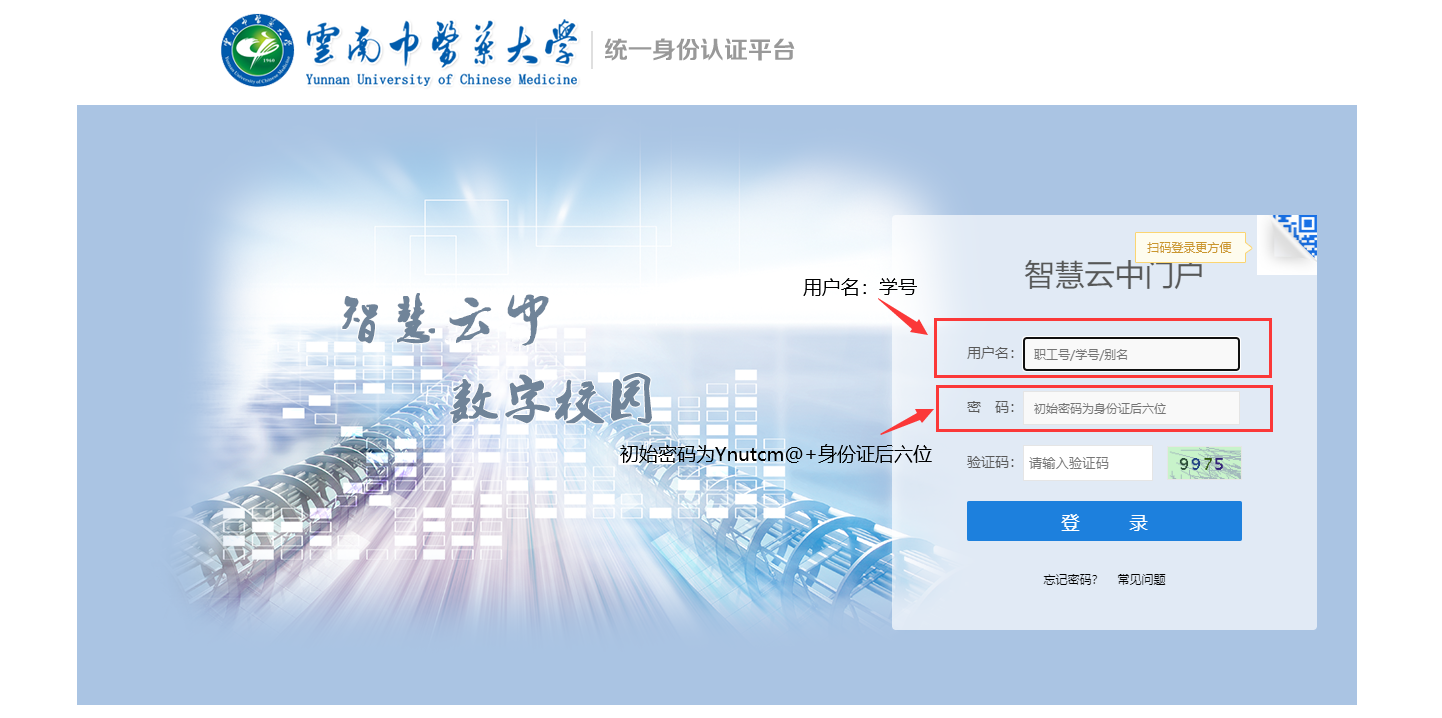 雲南中醫药大學
Yunnan University of Chinese Medicine
统一身份认证平台
扫码登录更方便
智慧云中门户
用户名：学号
智慧云中
用户名：
职工号/学号/别名
数字校园
密　码：
初始密码为身份证后六位
初始密码为Ynutcm@+身份证后六位
验证码：
请输入验证码
9975
登 录
忘记密码？ 常见问题